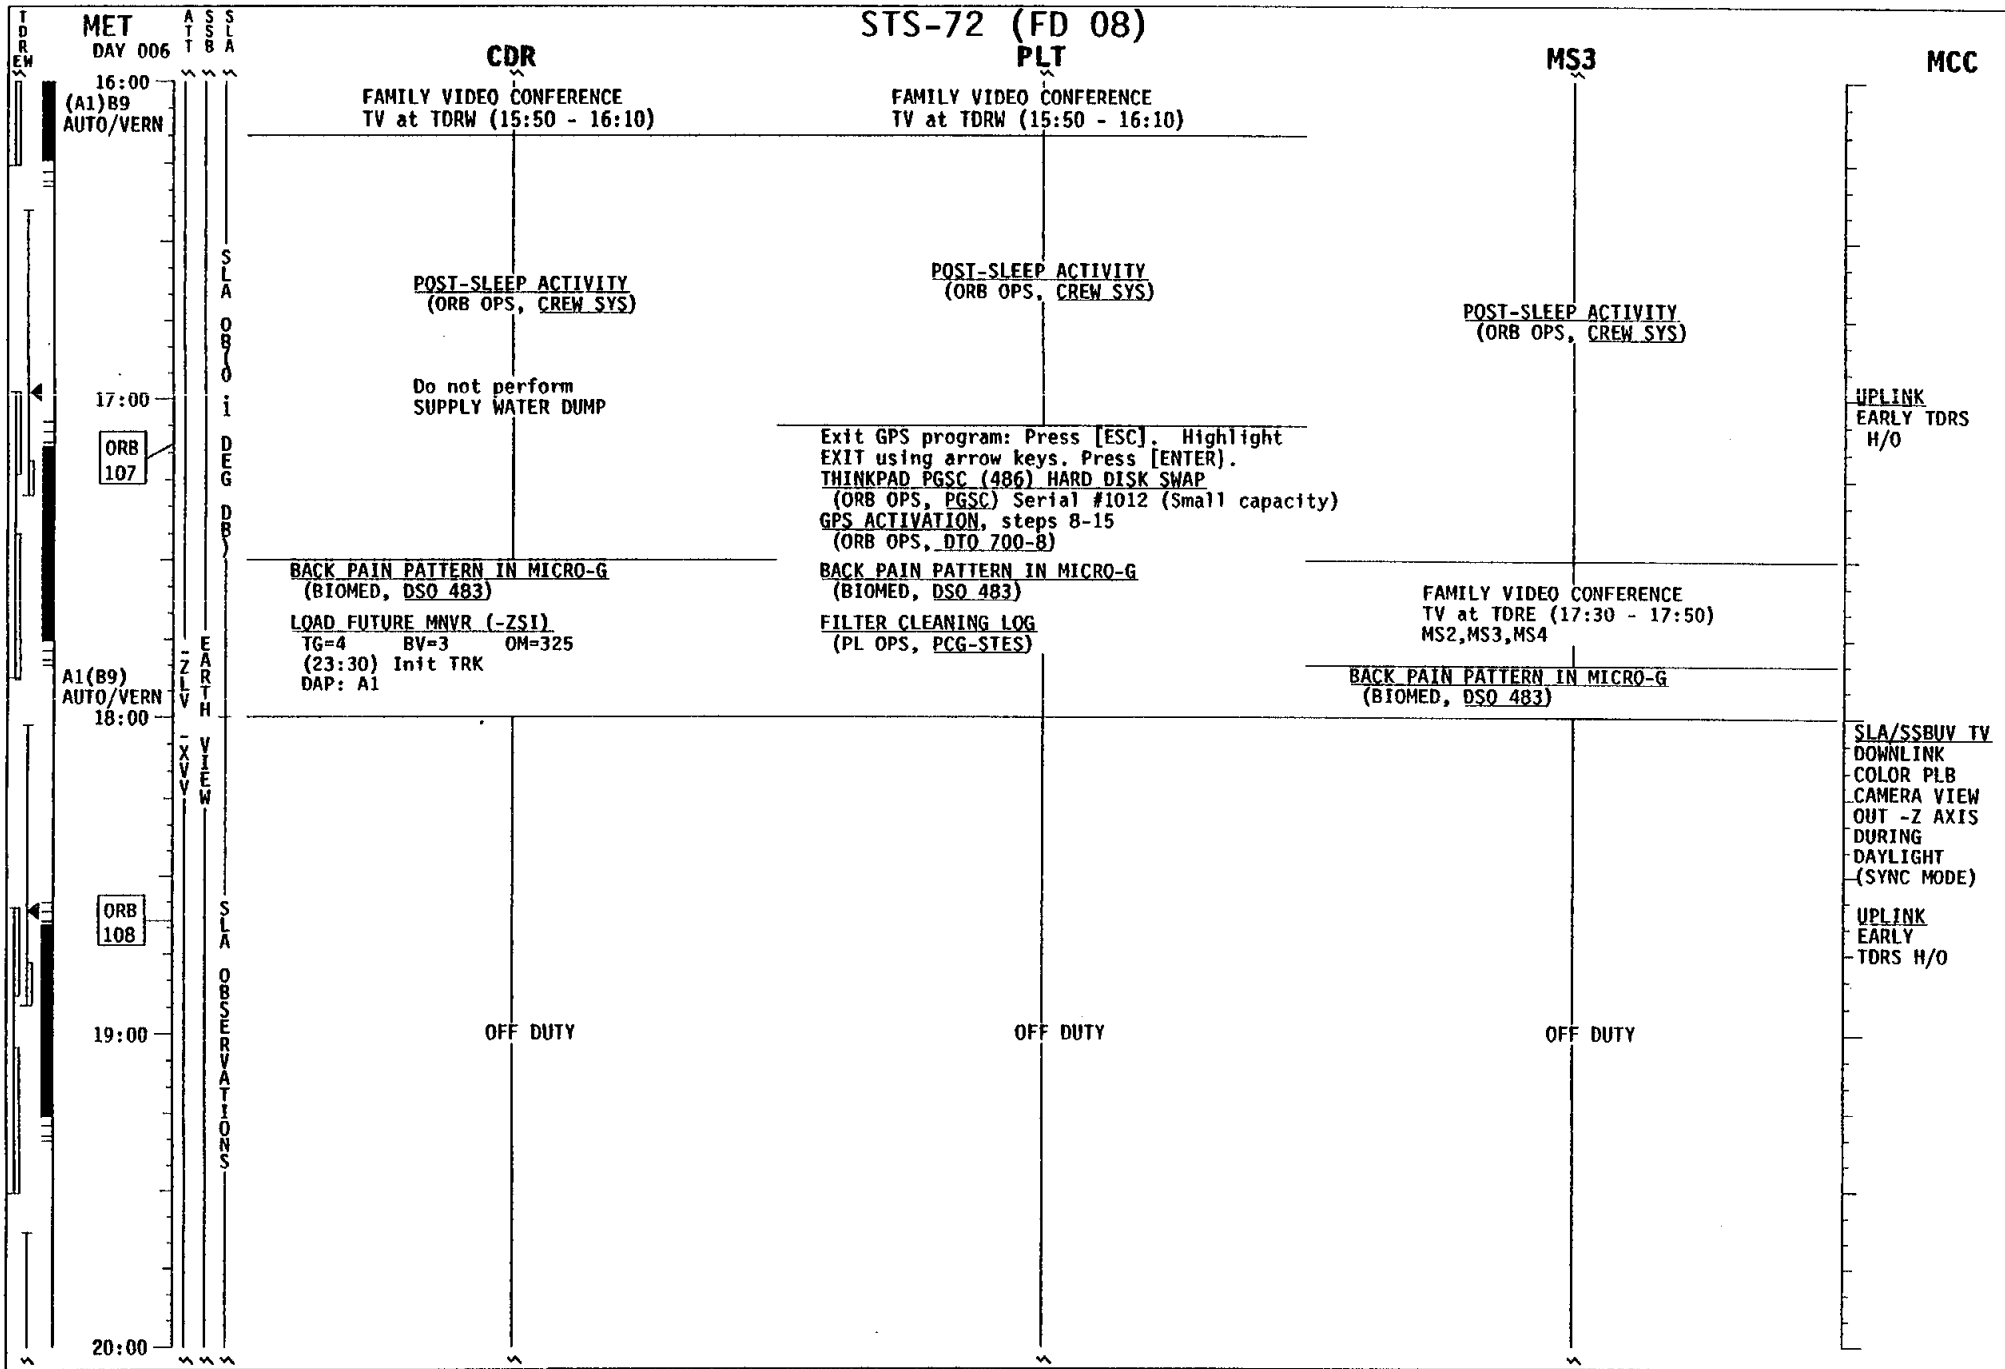 STS-72 (FD 08)
TDREW
MET
DAY 006
ATT
SSB
SLA
CDR
PLT
MS3
MCC
16:00
(A1)B9
AUTO/VERN
17:00
ORB
107
A1(B9)
AUTO/VERN
18:00
ORB
108
19:00
20:00
-ZLV -XVV
EARTH VIEW
SLA OB(0 i DEG DB)
SLA OBSERVATIONS
FAMILY VIDEO CONFERENCE
TV at TDRW (15:50 - 16:10)
POST-SLEEP ACTIVITY
(ORB OPS, CREW SYS)
Do not perform
SUPPLY WATER DUMP
BACK PAIN PATTERN IN MICRO-G
(BIOMED, DSO 483)
LOAD FUTURE MNVR (-ZSI)
TG=4 BV=3 OM=325
(23:30) Init TRK
DAP: A1
OFF DUTY
FAMILY VIDEO CONFERENCE
TV at TDRW (15:50 - 16:10)
POST-SLEEP ACTIVITY
(ORB OPS, CREW SYS)
Exit GPS program: Press [ESC]. Highlight
EXIT using arrow keys. Press [ENTER].
THINKPAD PGSC (486) HARD DISK SWAP
(ORB OPS, PGSC) Serial #1012 (Small capacity)
GPS ACTIVATION, steps 8-15
(ORB OPS, DTO 700-8)
BACK PAIN PATTERN IN MICRO-G
(BIOMED, DSO 483)
FILTER CLEANING LOG
(PL OPS, PCG-STES)
OFF DUTY
POST-SLEEP ACTIVITY
(ORB OPS, CREW SYS)
FAMILY VIDEO CONFERENCE
TV at TDRE (17:30 - 17:50)
MS2,MS3,MS4
BACK PAIN PATTERN IN MICRO-G
(BIOMED, DSO 483)
OFF DUTY
UPLINK
EARLY TDRS
H/O
SLA/SSBUV TV
DOWNLINK
COLOR PLB
CAMERA VIEW
OUT -Z AXIS
DURING
DAYLIGHT
(SYNC MODE)
UPLINK
EARLY
TDRS H/O